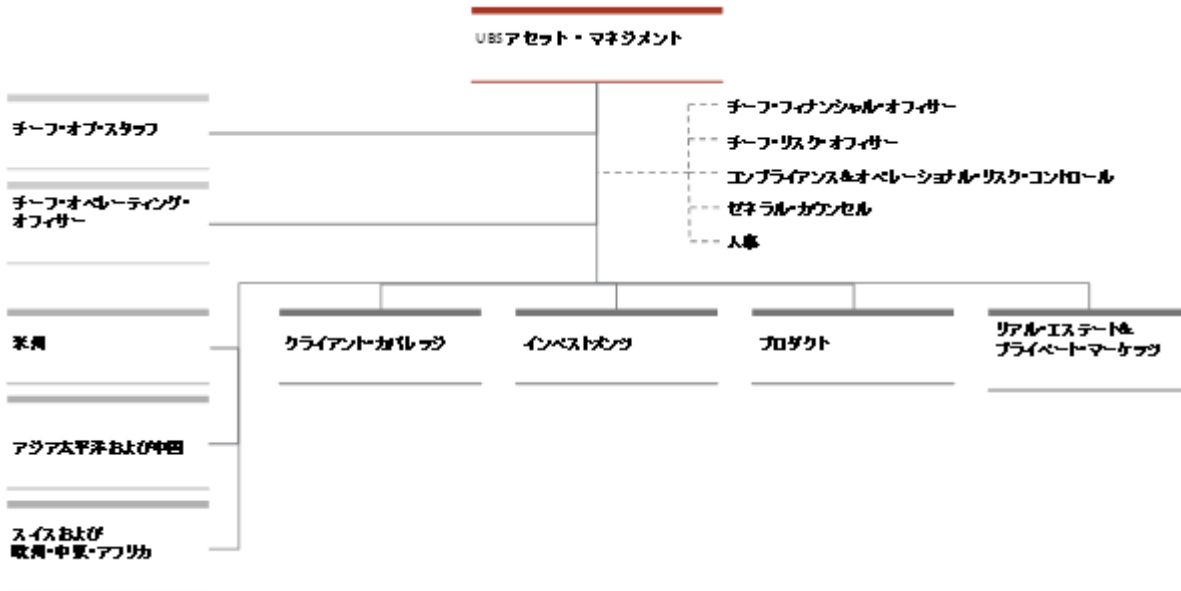 UBSアセット・マネジメント
チーフ・オブ・スタッフ
チーフ・オペレーティング・
オフィサー
チーフ・フィナンシャル・オフィサー
チーフ・リスク・オフィサー
コンプライアンス&オペレーショナル・リスク・コントロール
ゼネラル・カウンセル
人事
米州
アジア太平洋および中国
スイスおよび
欧州・中東・アフリカ
クライアント・カバレッジ
インベストメンツ
プロダクト
リアル・エステート&
プライベート・マーケッツ